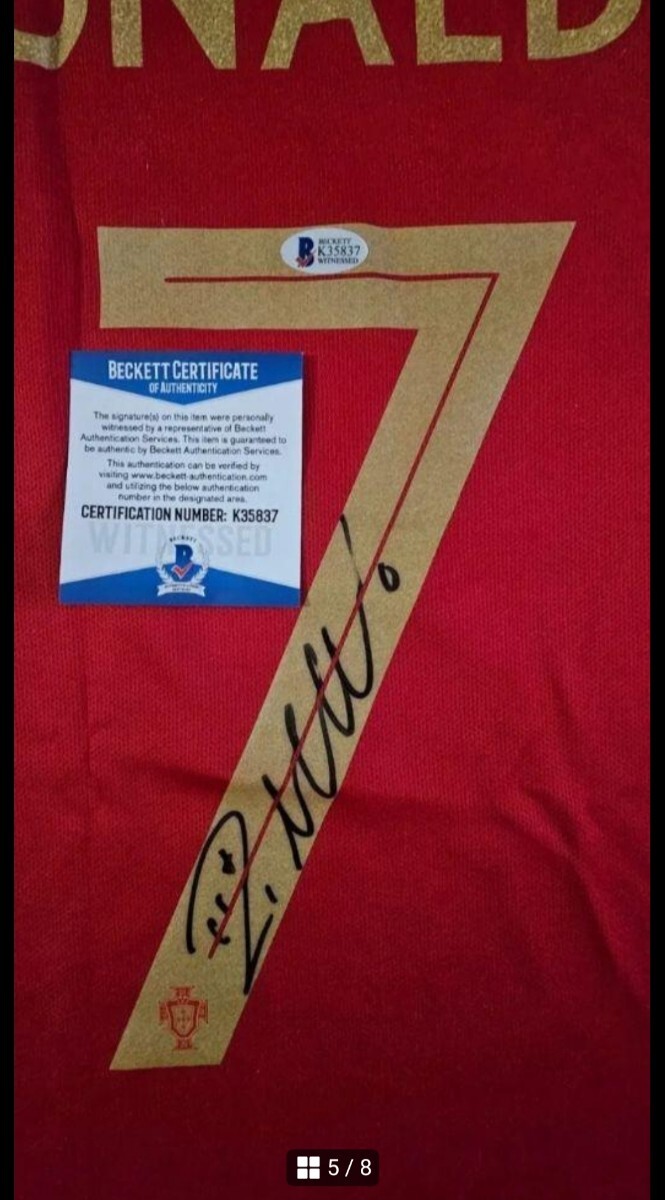 ONALD
BECKETT
K35837
WITNESSED
BECKETT CERTIFICATE
OF AUTHENTICITY
The signature(s) on this item were personally
witnessed by a representative of Beckett
Authentication Services. This item is guaranteed to
be authentic by Beckett Authentication Services.
This authentication can be verified by
visiting www.beckett-authentication.com
and utilizing the below authentication
number in the designated area.
CERTIFICATION NUMBER: K35837
WITNESSED
BECKETT
B
7
5 / 8